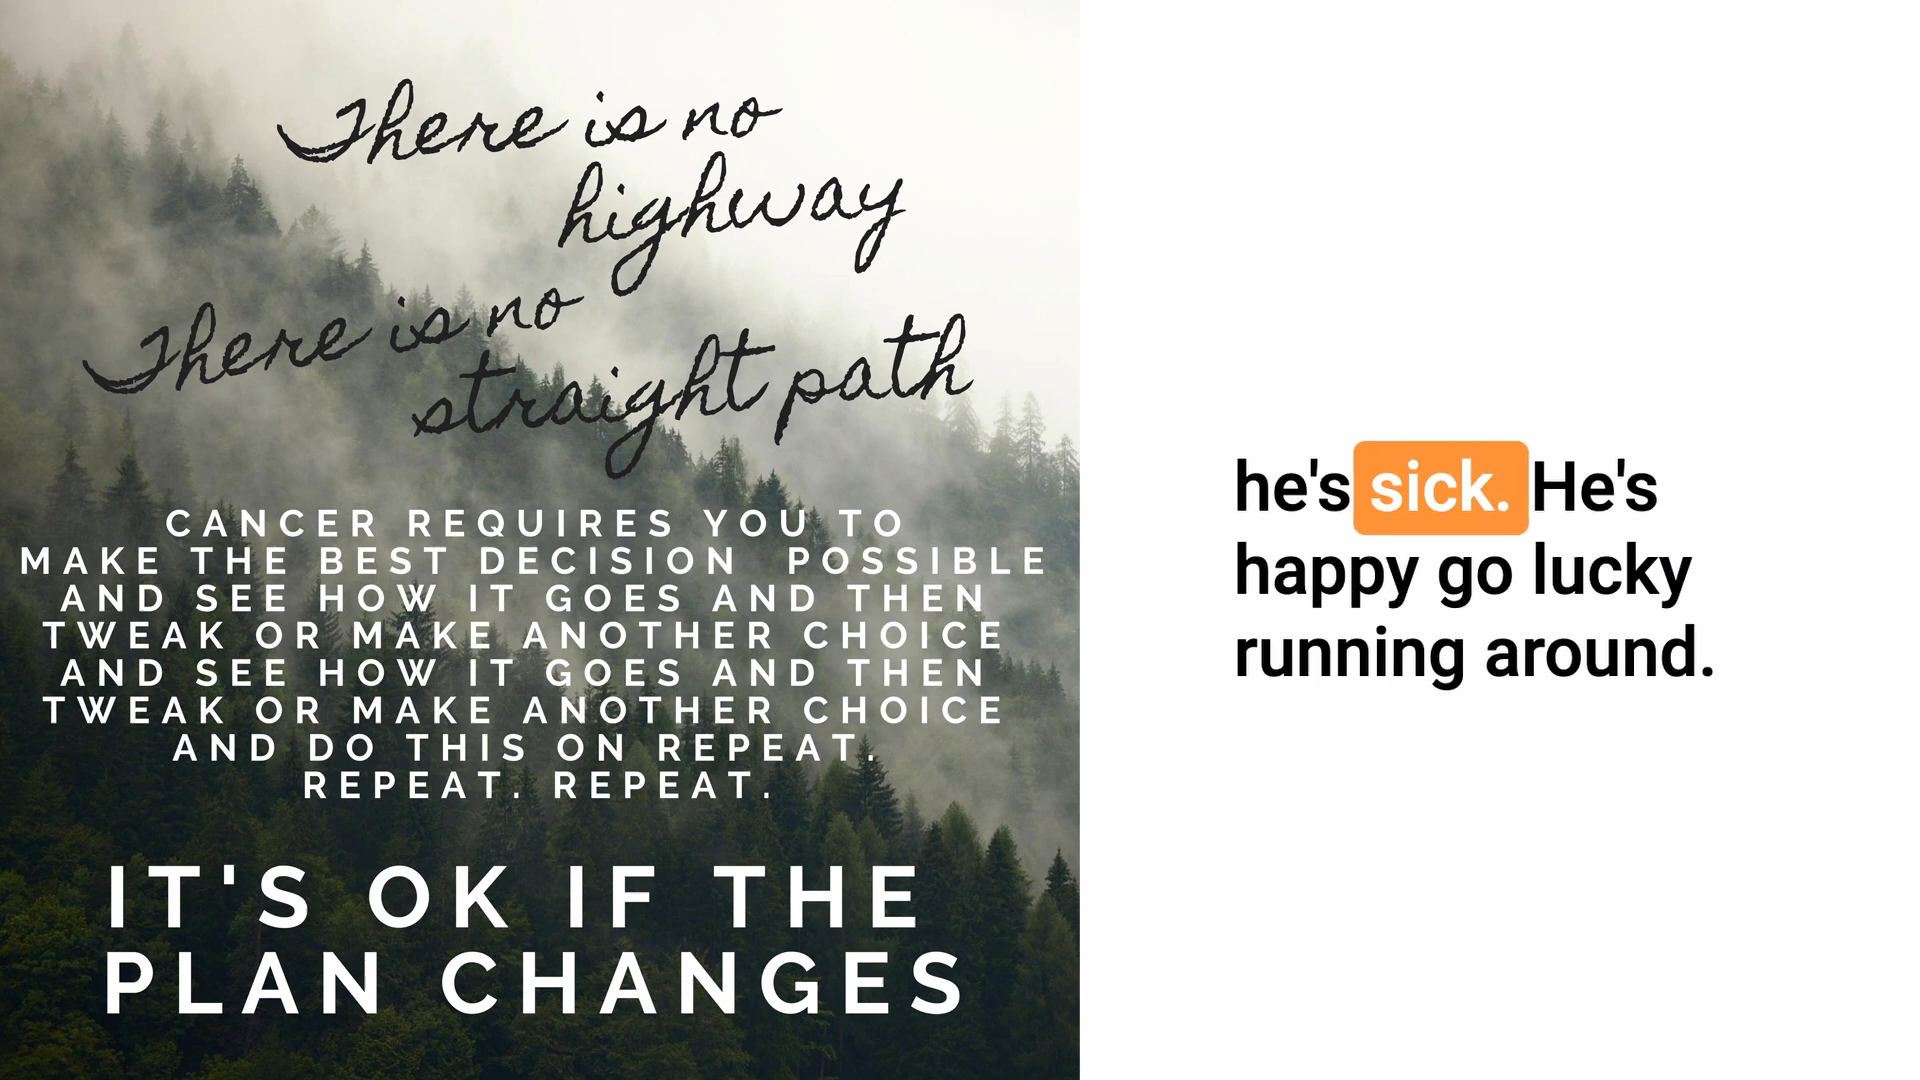 There is no
highway
There is no
straight path
CANCER REQUIRES YOU TO
MAKE THE BEST DECISION POSSIBLE
AND SEE HOW IT GOES AND THEN
TWEAK OR MAKE ANOTHER CHOICE
AND SEE HOW IT GOES AND THEN
TWEAK OR MAKE ANOTHER CHOICE
AND DO THIS ON REPEAT.
REPEAT. REPEAT.
IT'S OK IF THE
PLAN CHANGES
he's sick. He's
happy go lucky
running around.